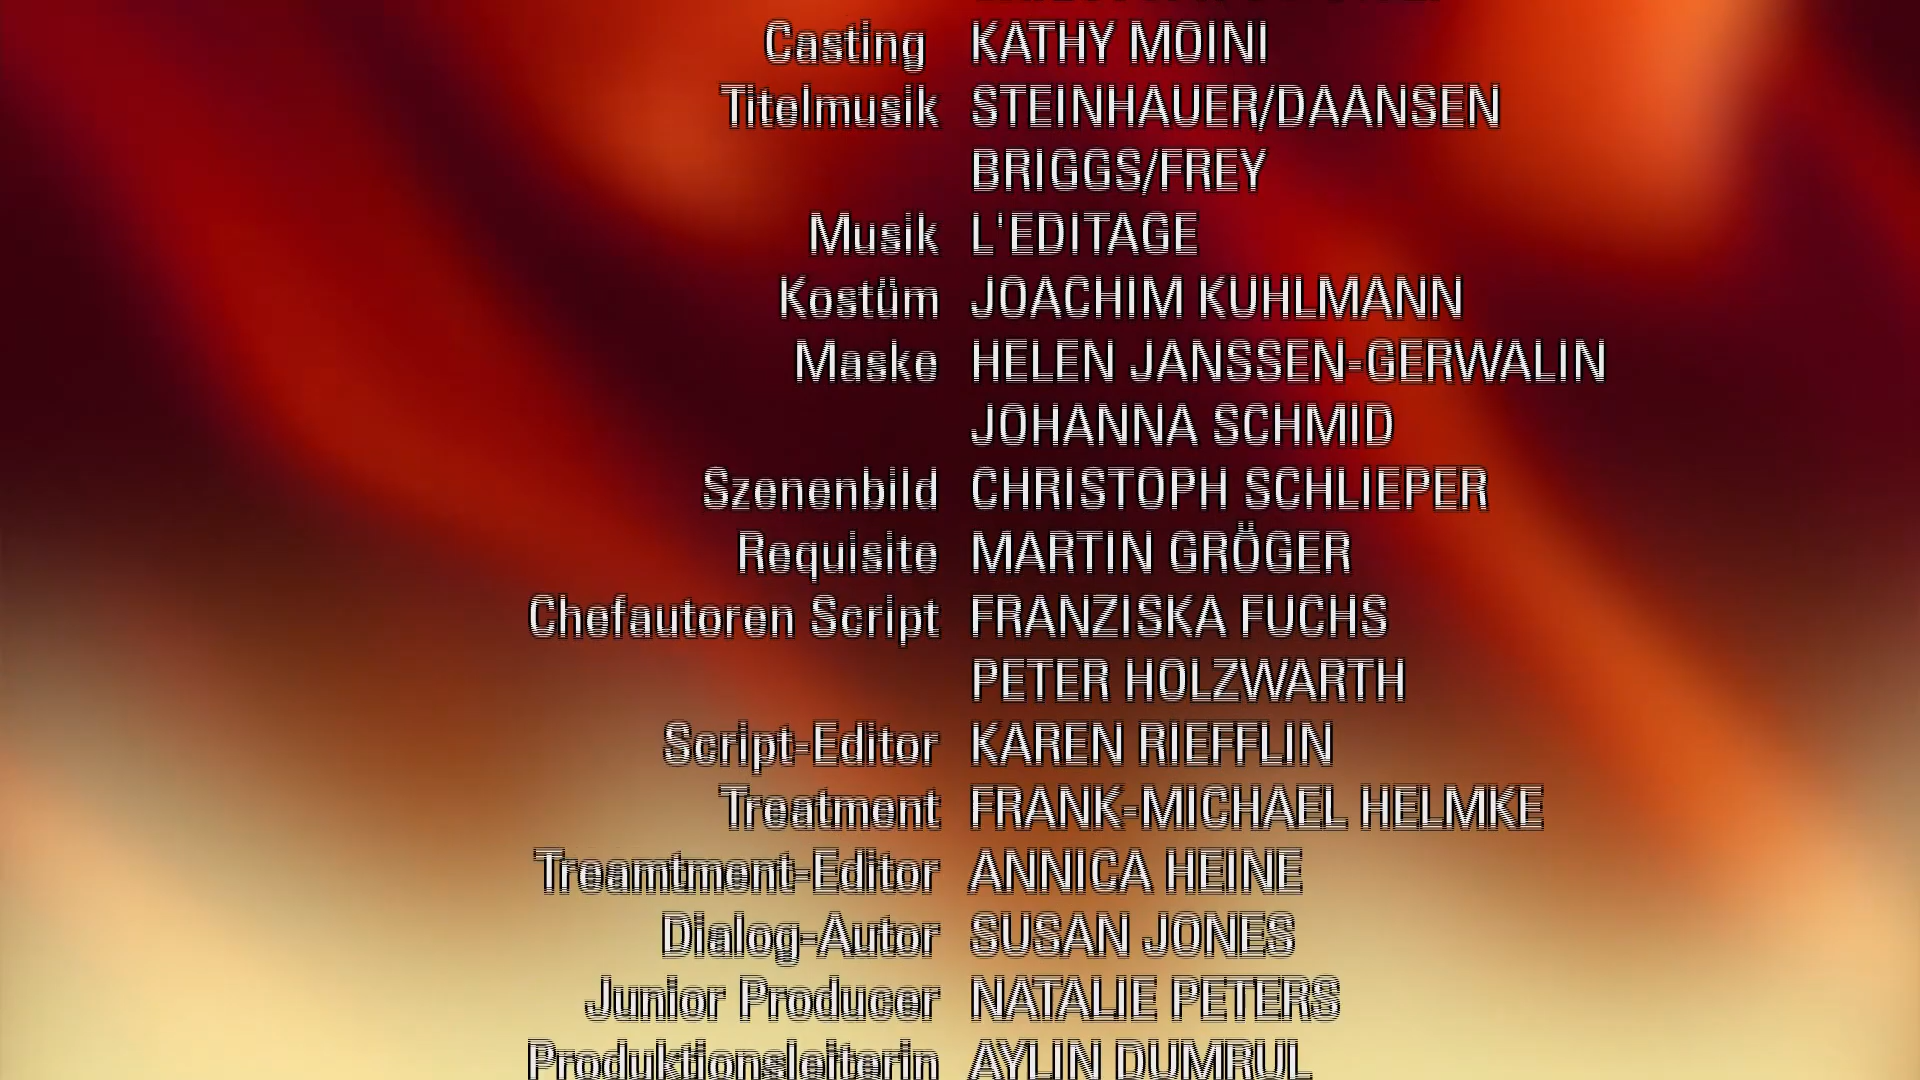 Casting KATHY MOINI
Titelmusik STEINHAUER/DAANSEN
BRIGGS/FREY
Musik L'EDITAGE
Kostüm JOACHIM KUHLMANN
Maske HELEN JANSSEN-GERWALIN
JOHANNA SCHMID
Szenenbild CHRISTOPH SCHLIEPER
Requisite MARTIN GRÖGER
Chefautoren Script FRANZISKA FUCHS
PETER HOLZWARTH
Script-Editor KAREN RIEFFLIN
Treatment FRANK-MICHAEL HELMKE
Treamtment-Editor ANNICA HEINE
Dialog-Autor SUSAN JONES
Junior Producer NATALIE PETERS
Produktionsleiterin AYLIN DUMRUL